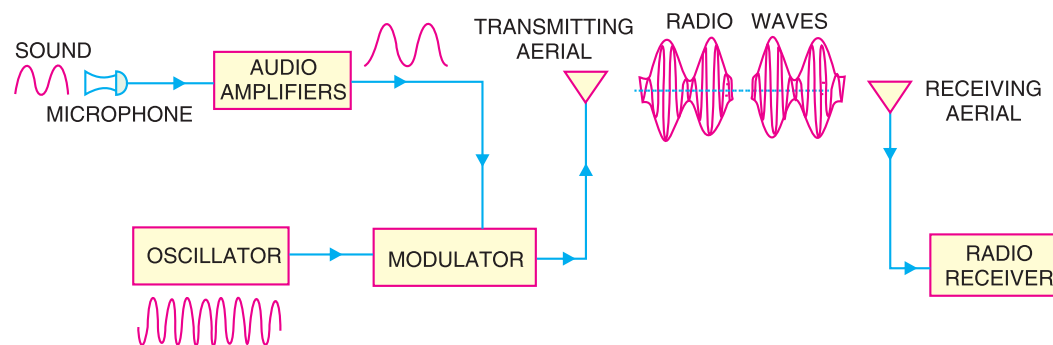 SOUND
MICROPHONE
AUDIO
AMPLIFIERS
TRANSMITTING
AERIAL
RADIO WAVES
RECEIVING
AERIAL
OSCILLATOR
MODULATOR
RADIO
RECEIVER